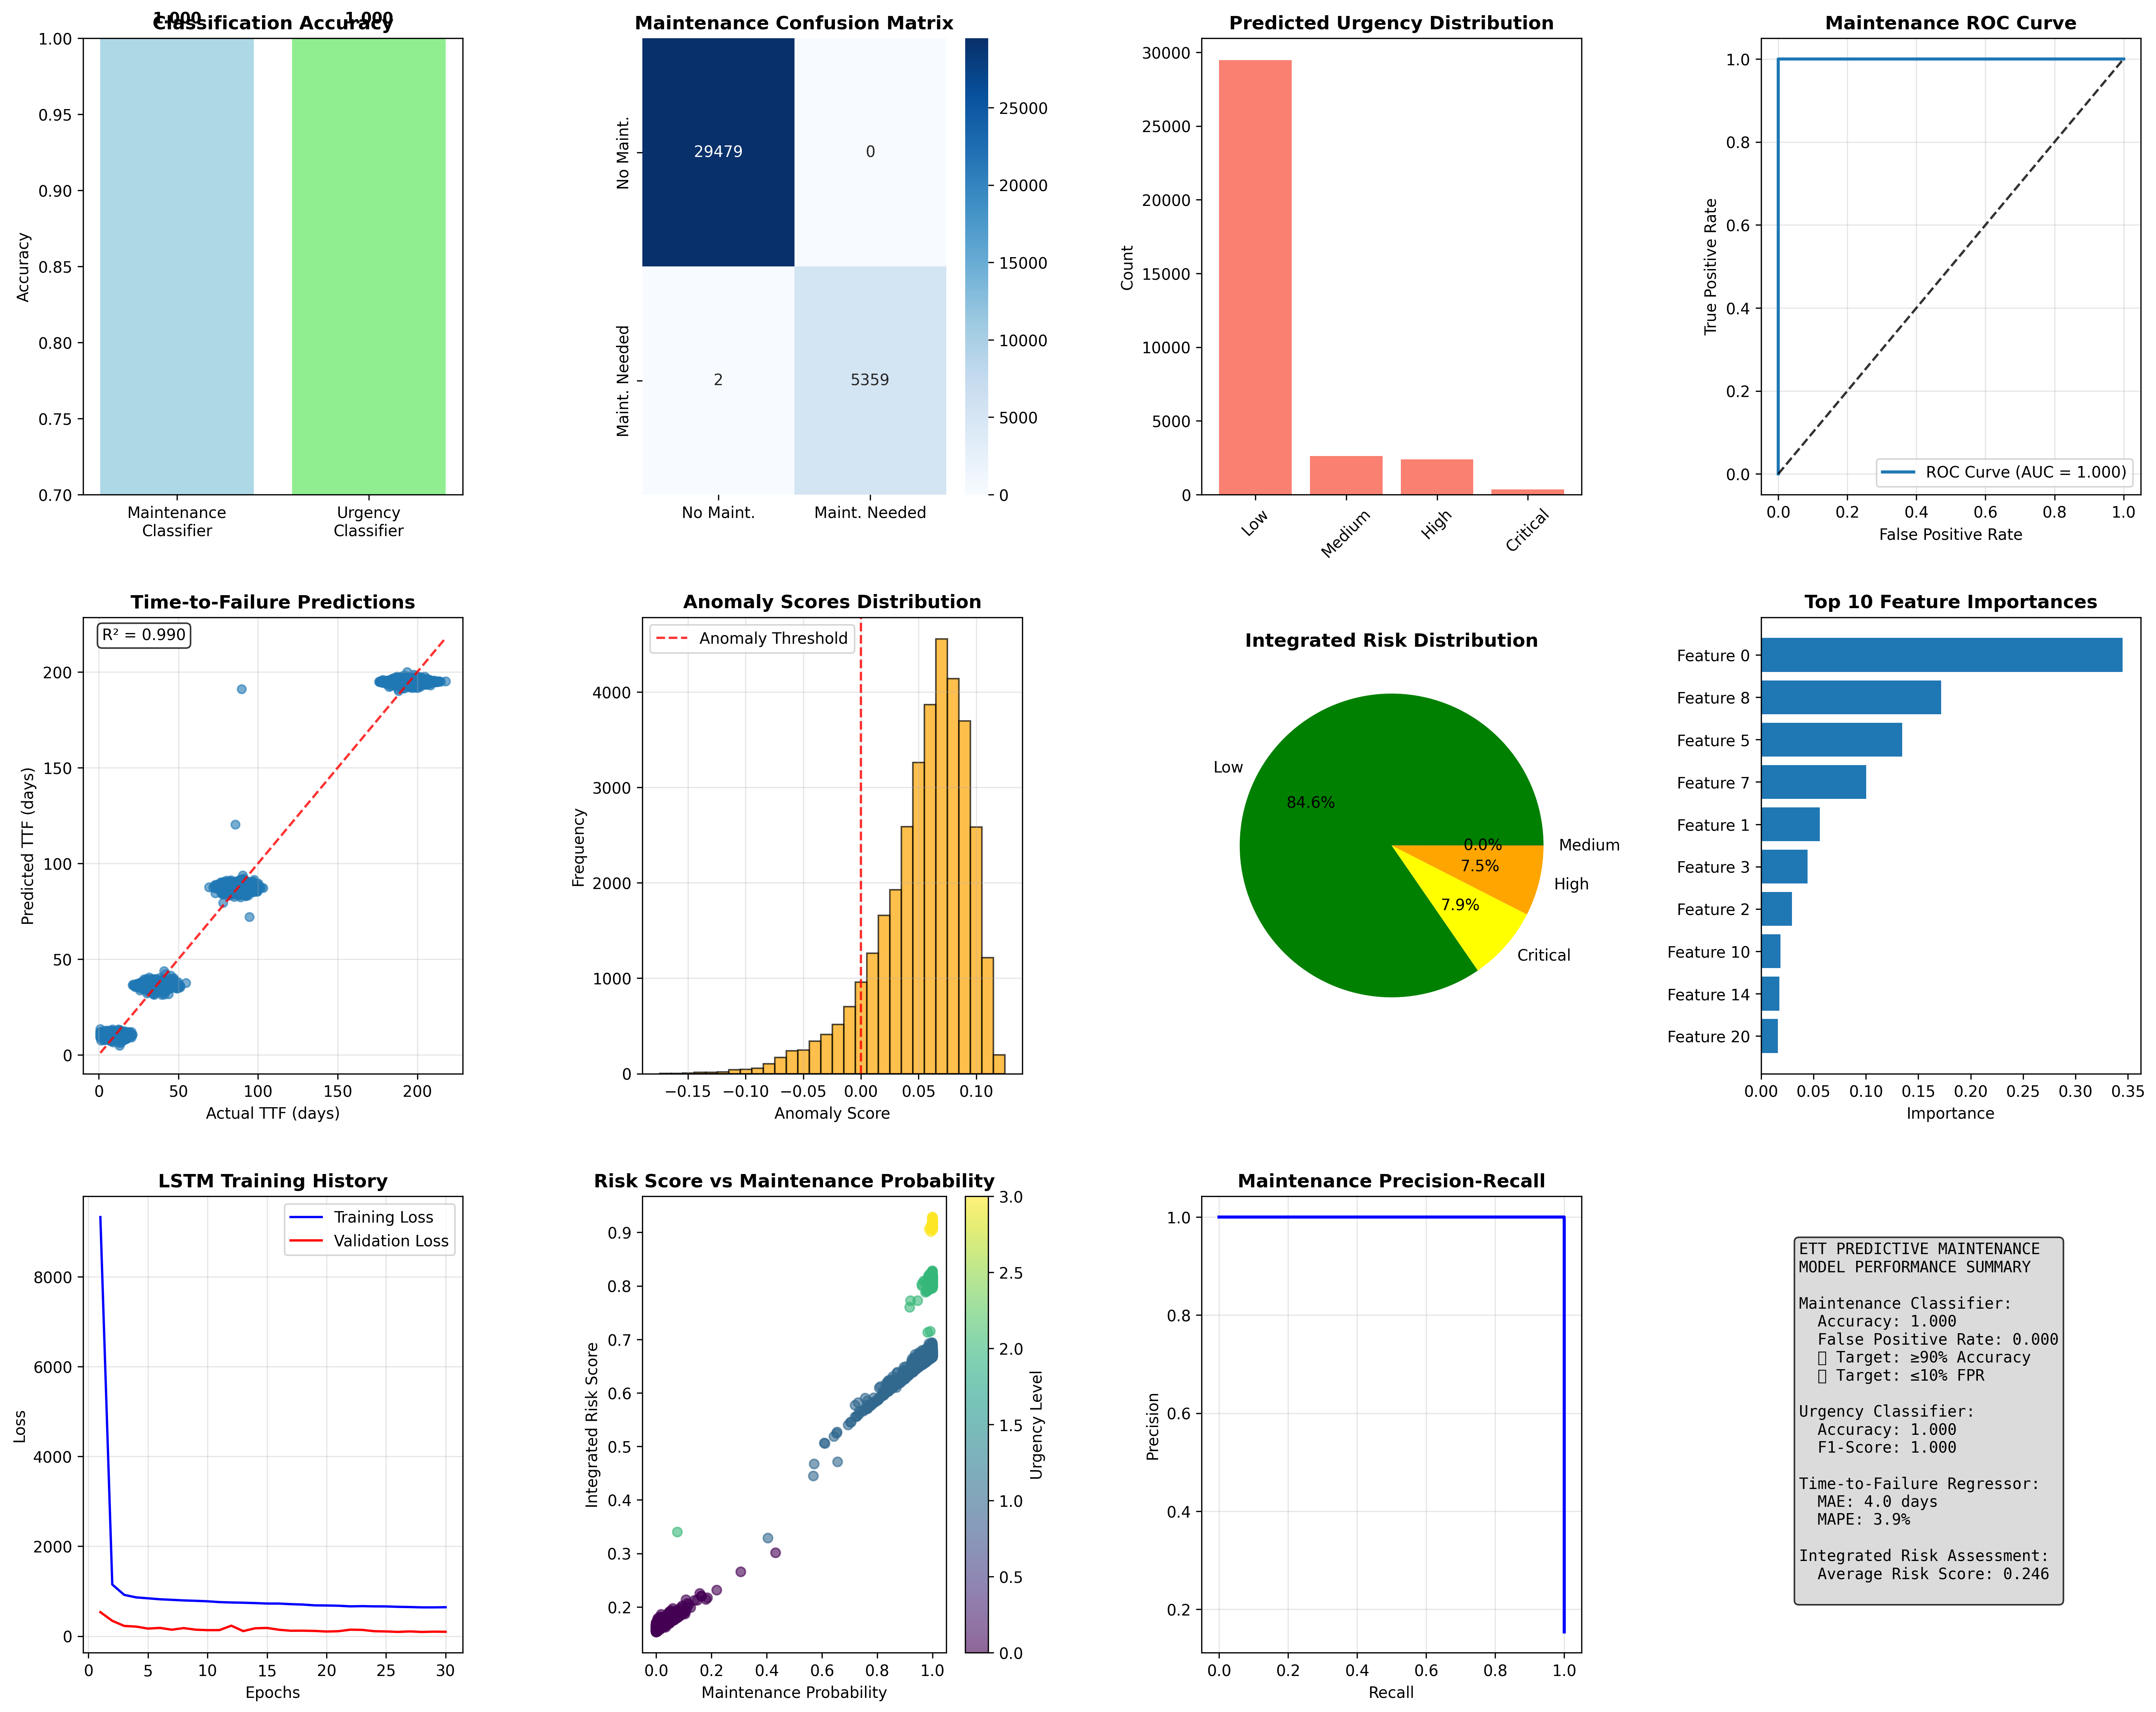 Classification Accuracy
1.000 1.000
1.00
0.95
0.90
0.85
0.80
0.75
0.70
Accuracy
Maintenance
Classifier
Urgency
Classifier
Maintenance Confusion Matrix
No Maint.
Maint. Needed
29479 0
2 5359
No Maint. Maint. Needed
25000
20000
15000
10000
5000
0
Predicted Urgency Distribution
30000
25000
20000
15000
10000
5000
0
Count
Low Medium High Critical
Maintenance ROC Curve
1.0
0.8
0.6
0.4
0.2
0.0
True Positive Rate
ROC Curve (AUC = 1.000)
0.0 0.2 0.4 0.6 0.8 1.0
False Positive Rate
Time-to-Failure Predictions
R² = 0.990
200
150
100
50
0
Predicted TTF (days)
0 50 100 150 200
Actual TTF (days)
Anomaly Scores Distribution
Anomaly Threshold
4000
3000
2000
1000
0
Frequency
−0.15 −0.10 −0.05 0.00 0.05 0.10
Anomaly Score
Integrated Risk Distribution
Low
84.6%
0.0%
Medium
7.5%
High
7.9%
Critical
Top 10 Feature Importances
Feature 0
Feature 8
Feature 5
Feature 7
Feature 1
Feature 3
Feature 2
Feature 10
Feature 14
Feature 20
0.00 0.05 0.10 0.15 0.20 0.25 0.30 0.35
Importance
LSTM Training History
Training Loss
Validation Loss
8000
6000
4000
2000
0
Loss
0 5 10 15 20 25 30
Epochs
Risk Score vs Maintenance Probability
0.9
0.8
0.7
0.6
0.5
0.4
0.3
0.2
Integrated Risk Score
0.0 0.2 0.4 0.6 0.8 1.0
Maintenance Probability
3.0
2.5
2.0
1.5
1.0
0.5
0.0
Urgency Level
Maintenance Precision-Recall
1.0
0.8
0.6
0.4
0.2
Precision
0.0 0.2 0.4 0.6 0.8 1.0
Recall
ETT PREDICTIVE MAINTENANCE
MODEL PERFORMANCE SUMMARY
Maintenance Classifier:
Accuracy: 1.000
False Positive Rate: 0.000
▯ Target: ≥90% Accuracy
▯ Target: ≤10% FPR
Urgency Classifier:
Accuracy: 1.000
F1-Score: 1.000
Time-to-Failure Regressor:
MAE: 4.0 days
MAPE: 3.9%
Integrated Risk Assessment:
Average Risk Score: 0.246